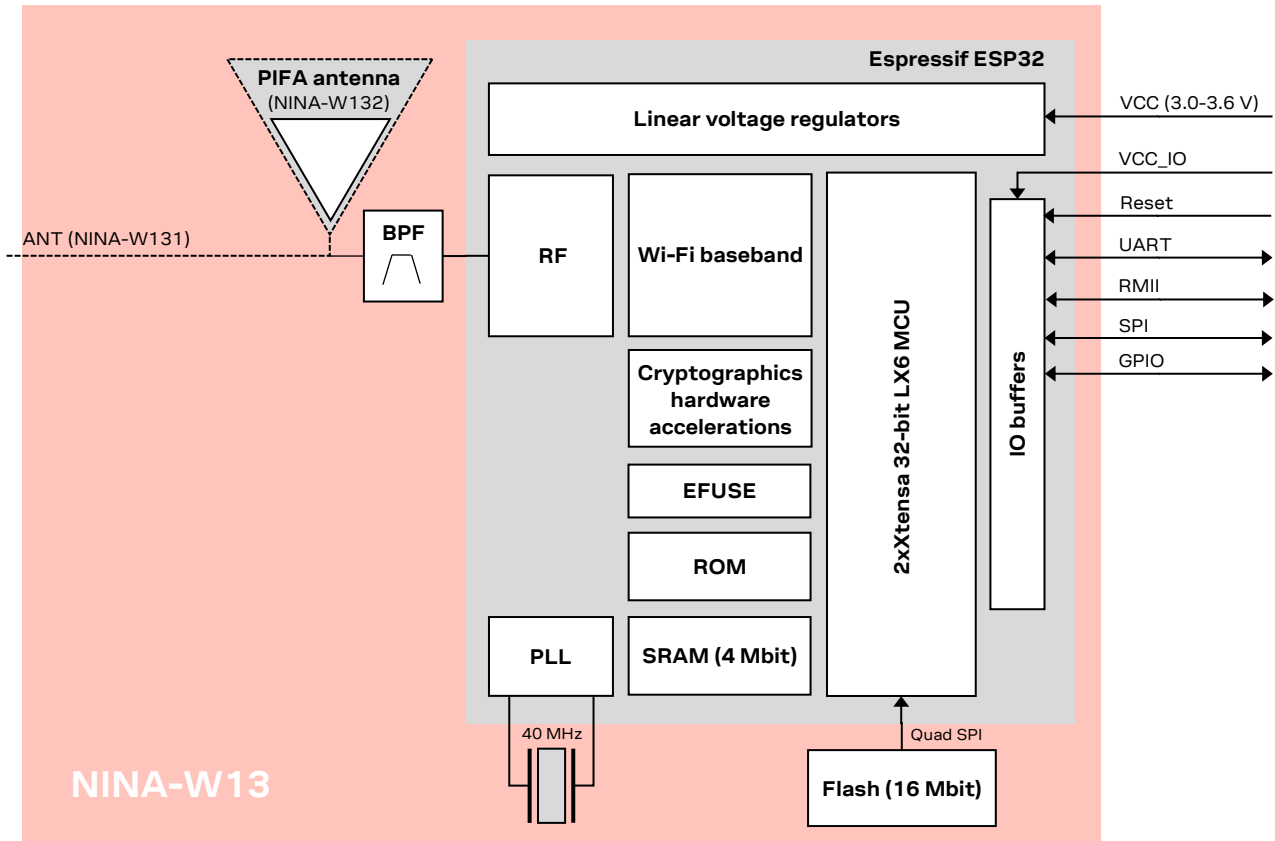 Espressif ESP32
PIFA antenna
(NINA-W132)
Linear voltage regulators
VCC (3.0-3.6 V)
VCC_IO
Reset
UART
RMII
SPI
GPIO
ANT (NINA-W131)
BPF
RF
Wi-Fi baseband
2xXtensa 32-bit LX6 MCU
IO buffers
Cryptographics
hardware
accelerations
EFUSE
ROM
PLL
SRAM (4 Mbit)
40 MHz
Quad SPI
Flash (16 Mbit)
NINA-W13